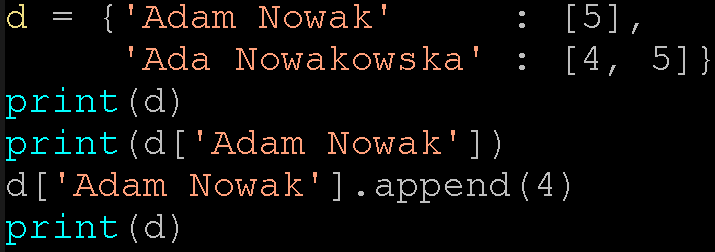 d = {'Adam Nowak'      : [5],
     'Ada Nowakowska' : [4, 5]}
print(d)
print(d['Adam Nowak'])
d['Adam Nowak'].append(4)
print(d)